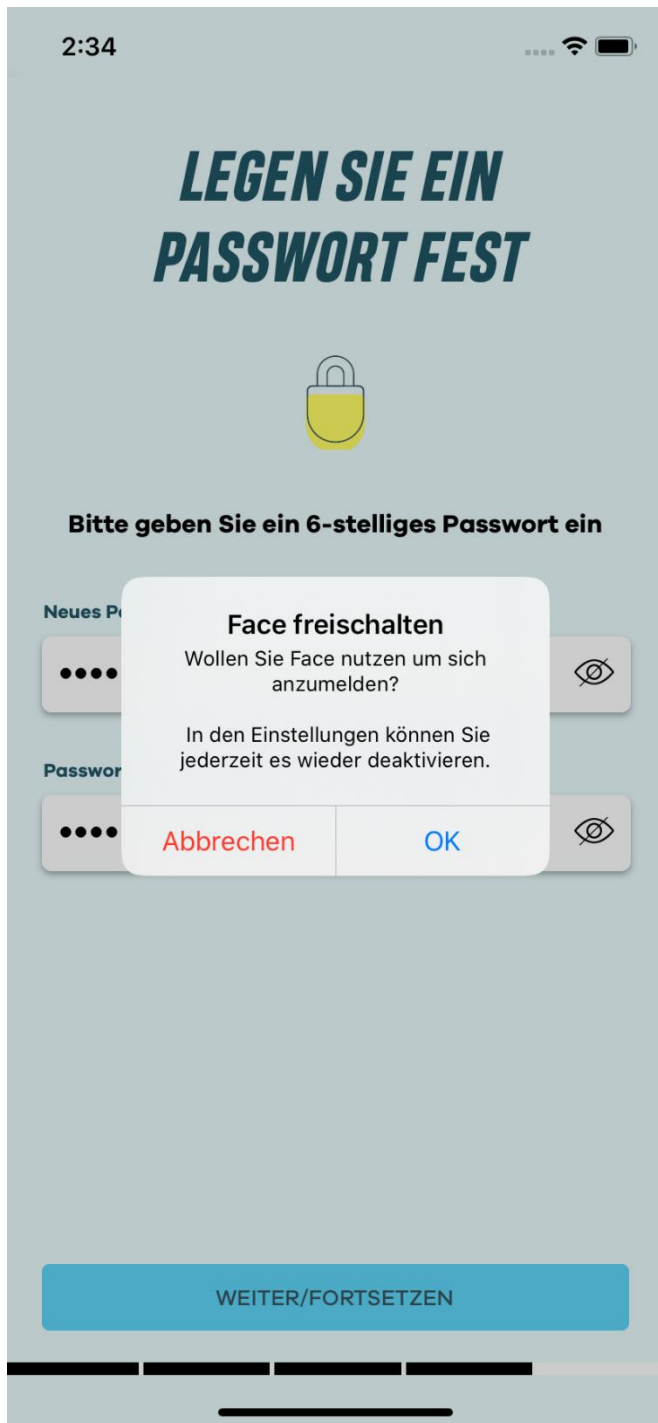 2:34
LEGEN SIE EIN
PASSWORT FEST
Bitte geben Sie ein 6-stelliges Passwort ein
Neues
Face freischalten
Wollen Sie Face nutzen um sich
anzumelden?
In den Einstellungen können Sie
jederzeit es wieder deaktivieren.
Abbrechen OK
WEITER/FORTSETZEN